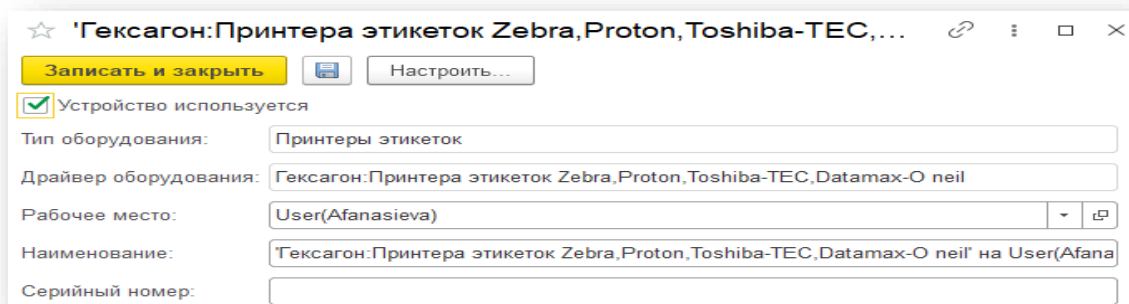 'Гексагон:Принтера этикеток Zebra,Proton,Toshiba-TEC,...
Записать и закрыть Настроить...
Устройство используется
Тип оборудования: Принтеры этикеток
Драйвер оборудования: Гексагон:Принтера этикеток Zebra,Proton,Toshiba-TEC,Datamax-O neil
Рабочее место: User(Afanasieva)
Наименование: 'Гексагон:Принтера этикеток Zebra,Proton,Toshiba-TEC,Datamax-O neil' на User(Afana
Серийный номер: